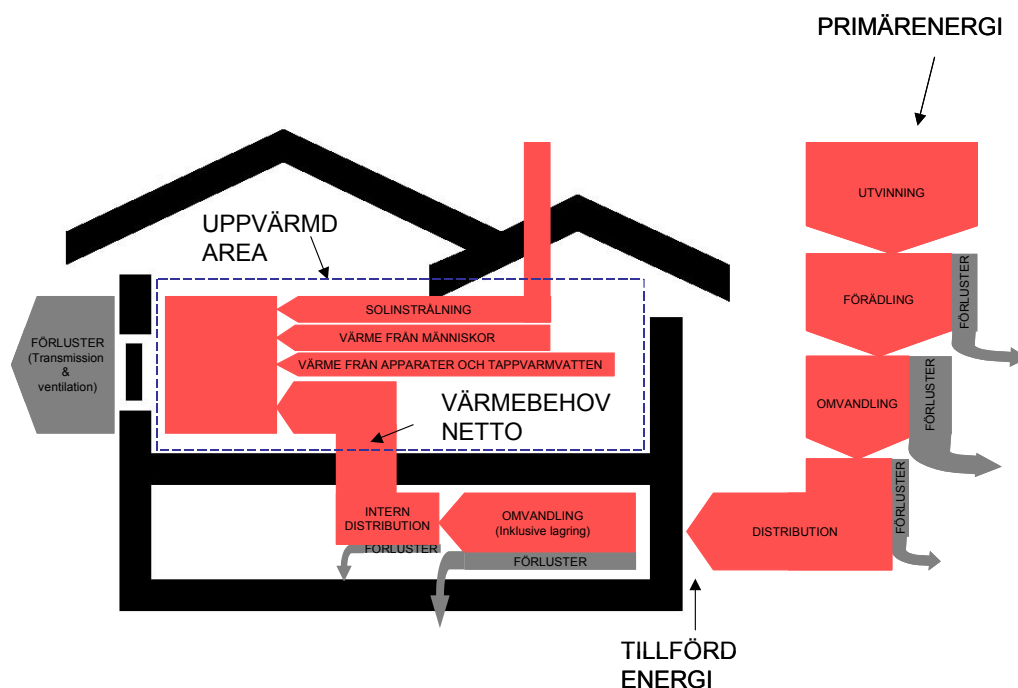 PRIMÄRENERGI
UTVINNING
UPPVÄRMD
AREA
FÖRLUSTER
FÖRÄDLING
SOLINSTRÅLNING
FÖRLUSTER
(Transmission
&
ventilation)
VÄRME FRÅN MÄNNISKOR
VÄRME FRÅN APPARATER OCH TAPPVARMVATTEN
FÖRLUSTER
OMVANDLING
VÄRMEBEHOV
NETTO
FÖRLUSTER
INTERN
DISTRIBUTION
OMVANDLING
(Inklusive lagring)
DISTRIBUTION
FÖRLUSTER
FÖRLUSTER
TILLFÖRD
ENERGI